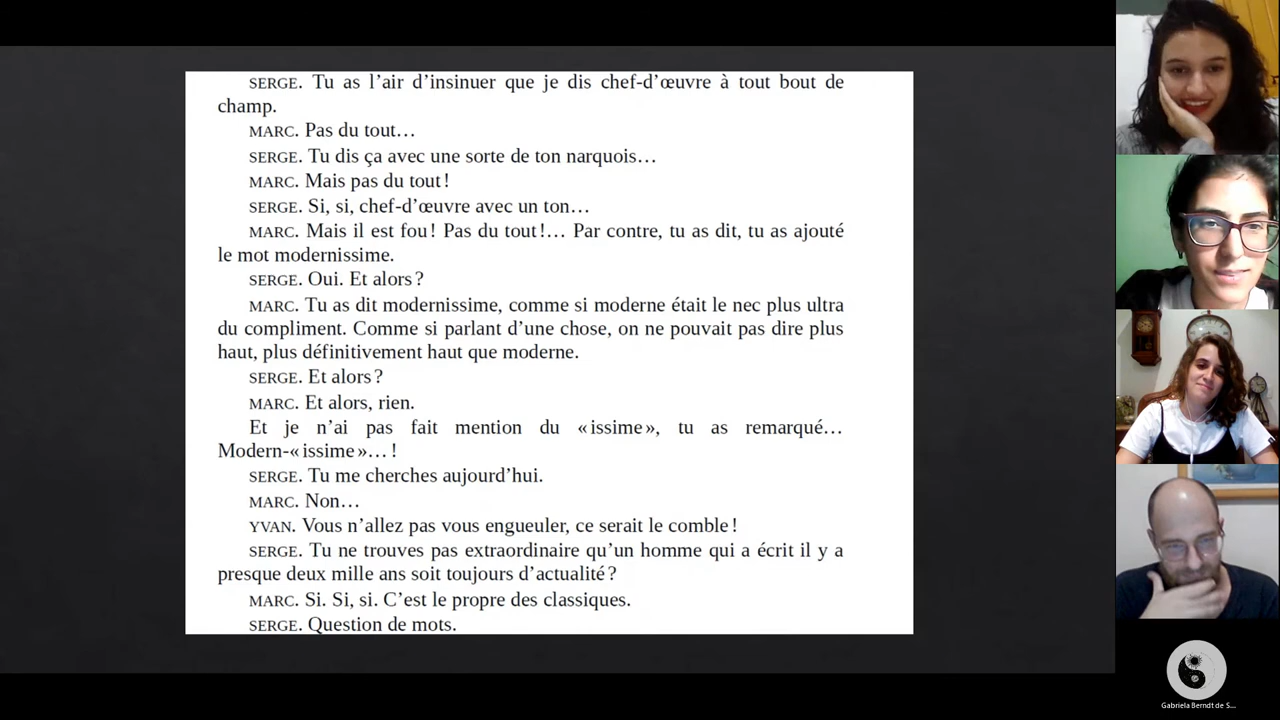 SERGE. Tu as l’air d’insinuer que je dis chef-d’œuvre à tout bout de
champ.
MARC. Pas du tout…
SERGE. Tu dis ça avec une sorte de ton narquois…
MARC. Mais pas du tout !
SERGE. Si, si, chef-d’œuvre avec un ton…
MARC. Mais il est fou ! Pas du tout !… Par contre, tu as dit, tu as ajouté
le mot modernissime.
SERGE. Oui. Et alors ?
MARC. Tu as dit modernissime, comme si moderne était le nec plus ultra
du compliment. Comme si parlant d’une chose, on ne pouvait pas dire plus
haut, plus définitivement haut que moderne.
SERGE. Et alors ?
MARC. Et alors, rien.
Et je n’ai pas fait mention du « issime », tu as remarqué…
Modern-« issime »… !
SERGE. Tu me cherches aujourd’hui.
MARC. Non…
YVAN. Vous n’allez pas vous engueuler, ce serait le comble !
SERGE. Tu ne trouves pas extraordinaire qu’un homme qui a écrit il y a
presque deux mille ans soit toujours d’actualité ?
MARC. Si. Si, si. C’est le propre des classiques.
SERGE. Question de mots.
Gabriela Berndt de S...